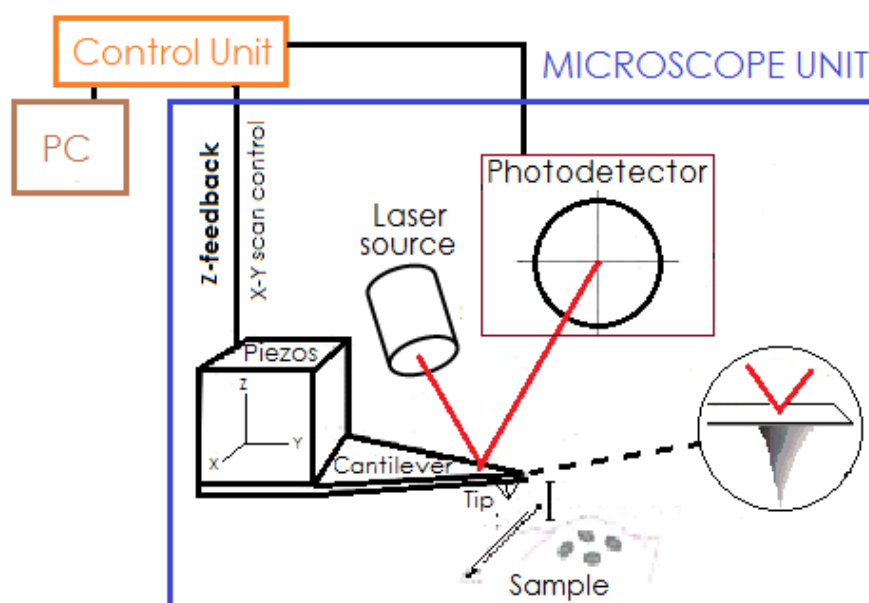 Control Unit
MICROSCOPE UNIT
PC
Z-feedback
X-Y scan control
Photodetector
Laser
source
Piezos
Z
Y
X
Cantilever
Tip
I
Sample